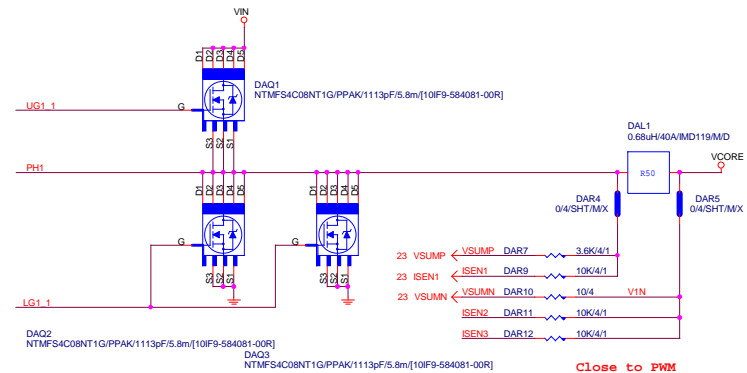 VIN
D1 D2 D3 D4 D5
DAQ1
NTMFS4C08NT1G/PPAK/1113pF/5.8m/[10IF9-584081-00R]
UG1_1
G
S3 S2 S1
DAL1
0.68uH/40A/IMD119/M/D
VCORE
PH1
R50
D1 D2 D3 D4 D5
D1 D2 D3 D4 D5
DAR4
0/4/SHT/M/X
DAR5
0/4/SHT/M/X
G
G
23 VSUMP VSUMP DAR7 3.6K/4/1
S3 S2 S1
S3 S2 S1
23 ISEN1 ISEN1 DAR9 10K/4/1
23 VSUMN VSUMN DAR10 10/4 V1N
LG1_1
ISEN2 DAR11 10K/4/1
ISEN3 DAR12 10K/4/1
DAQ2
NTMFS4C08NT1G/PPAK/1113pF/5.8m/[10IF9-584081-00R]
DAQ3
NTMFS4C08NT1G/PPAK/1113pF/5.8m/[10IF9-584081-00R]
Close to PWM